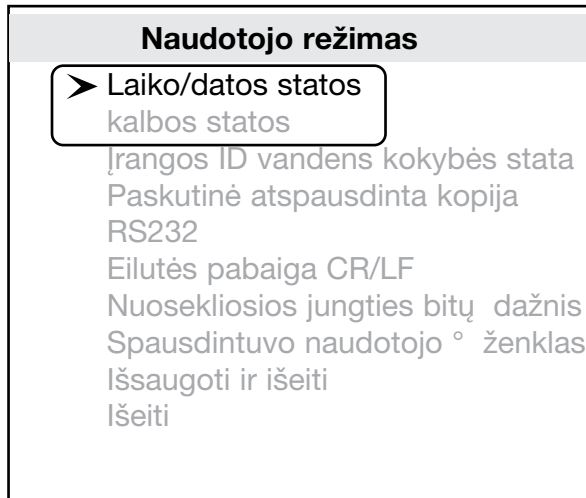 Naudotojo režimas
➤ Laiko/datos statos
kalbos statos
Įrangos ID vandens kokybės stata
Paskutinė atspausdinta kopija
RS232
Eilutės pabaiga CR/LF
Nuosekliosios jungties bitų dažnis
Spausdintuvo naudotojo ° ženklas
Išsaugoti ir išeiti
Išeiti